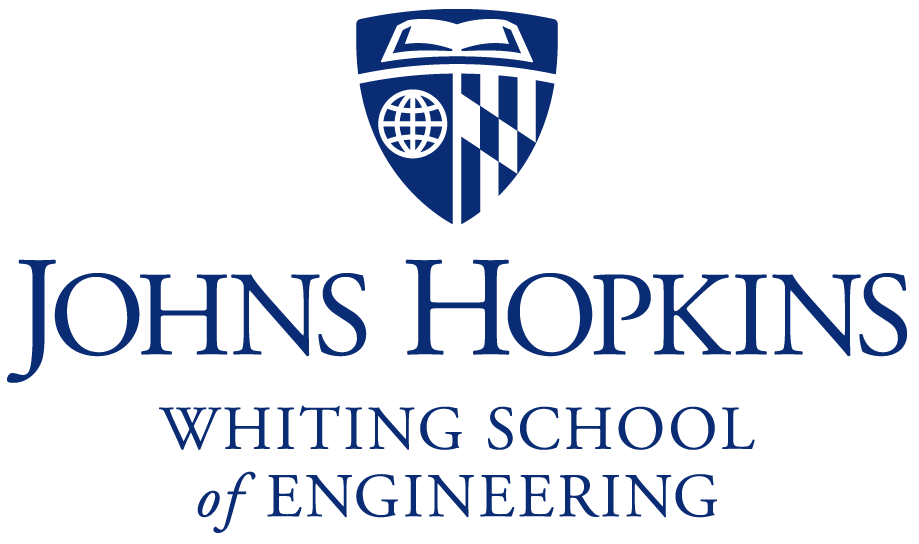 JOHNS HOPKINS
WHITING SCHOOL
of ENGINEERING